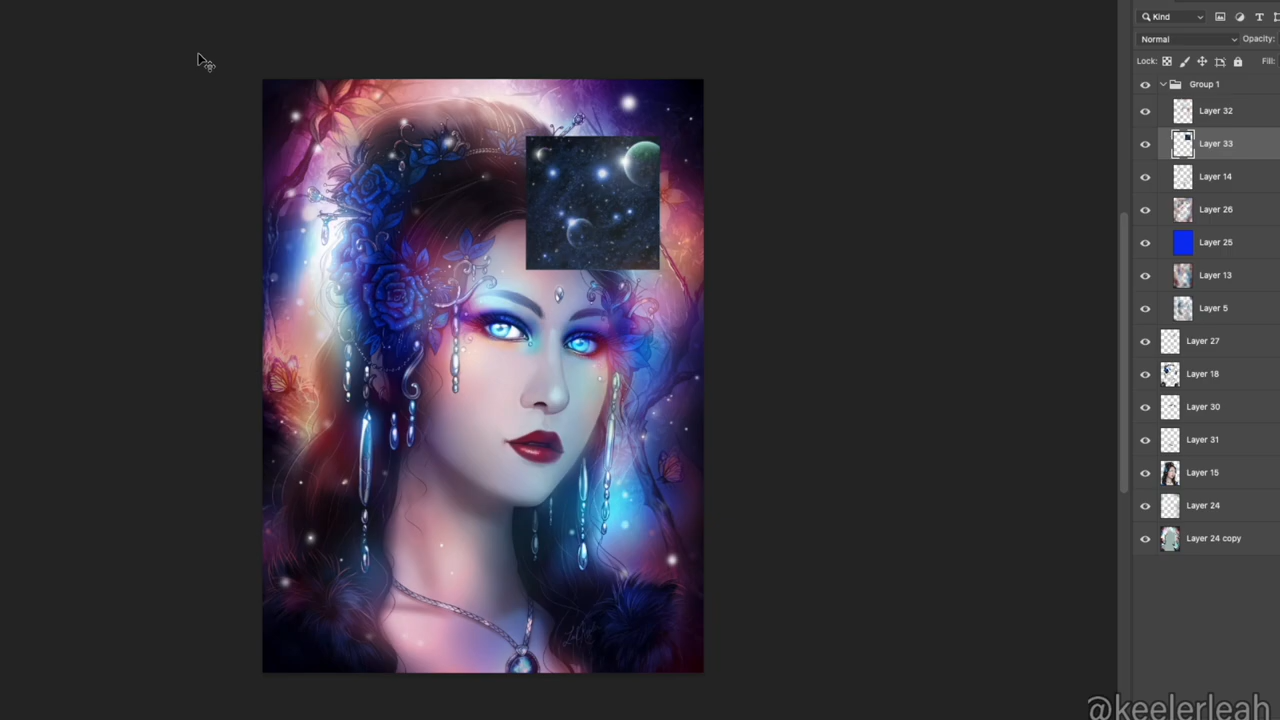 Kind
Normal
Opacity:
Lock:
Fill:
Group 1
Layer 32
Layer 33
Layer 14
Layer 26
Layer 25
Layer 13
Layer 5
Layer 27
Layer 18
Layer 30
Layer 31
Layer 15
Layer 24
Layer 24 copy
@keelerleah